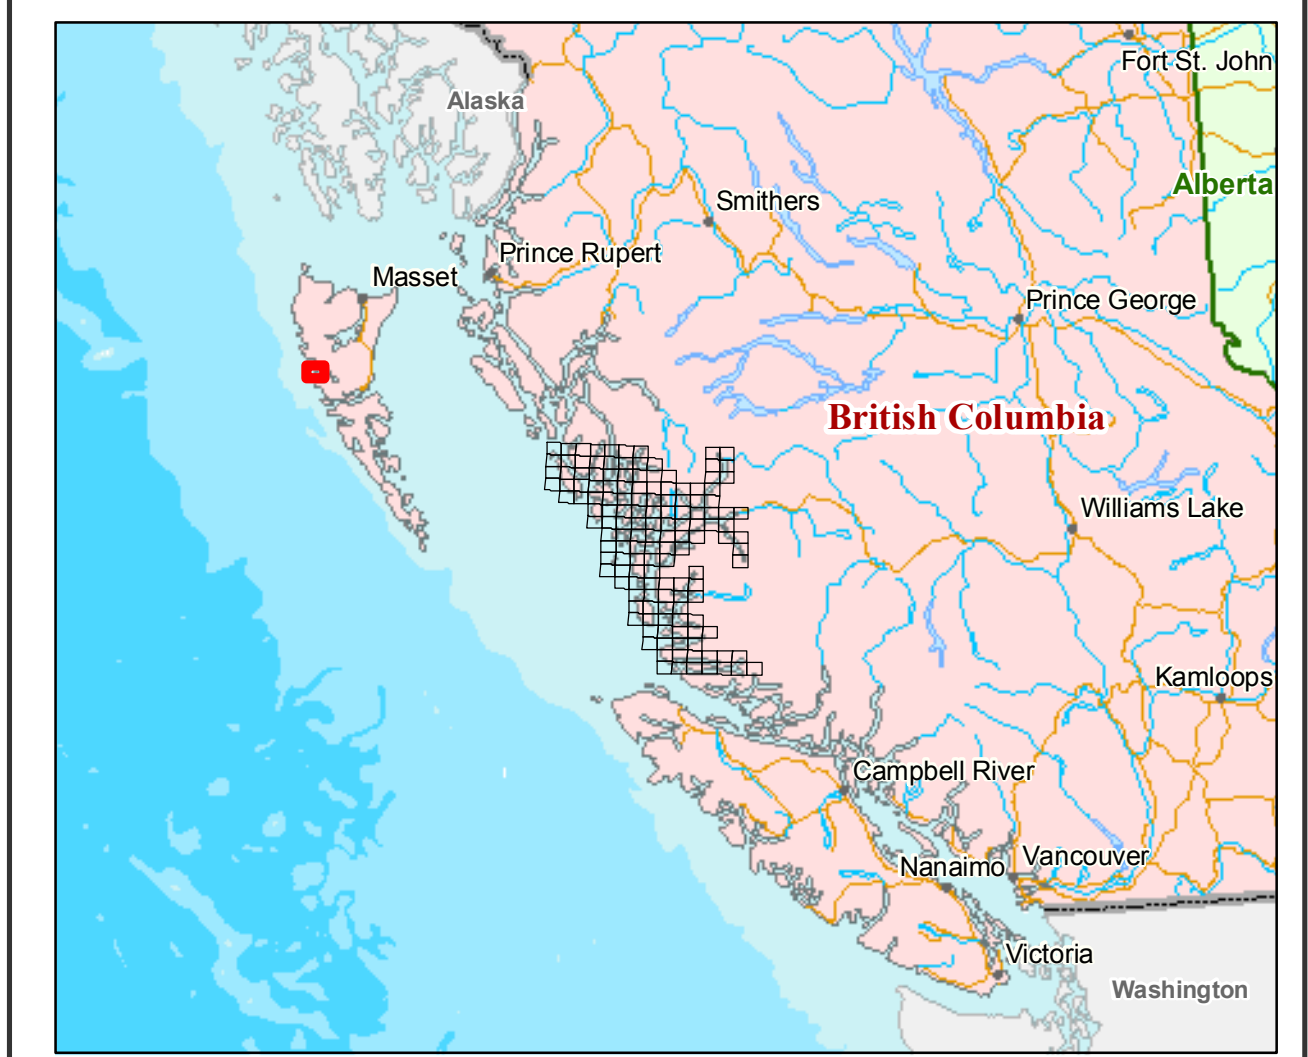 Fort St. John
Alaska
Alberta
Smithers
Prince Rupert
Masset
Prince George
British Columbia
Williams Lake
Kamloops
Campbell River
Nanaimo
Vancouver
Victoria
Washington